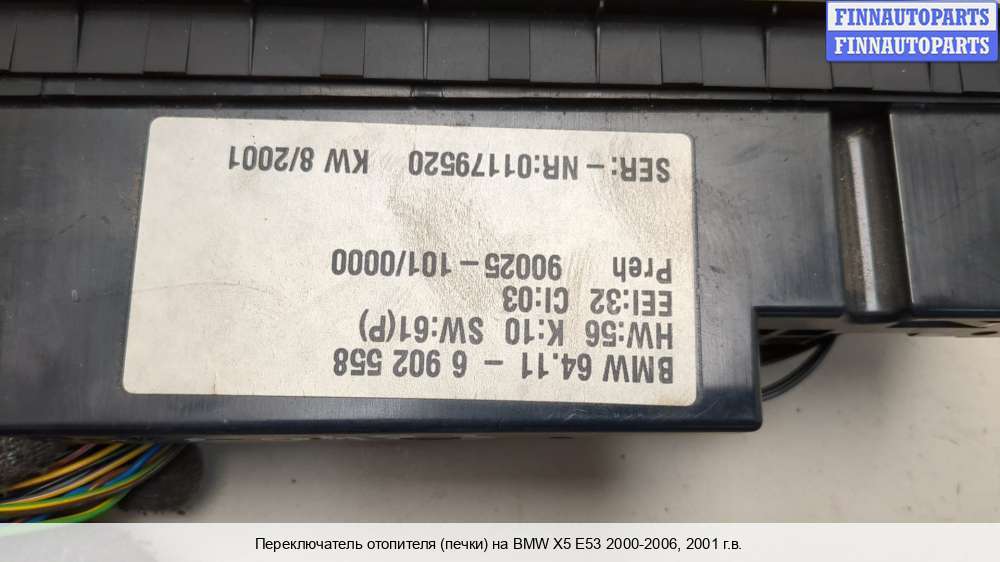 FINNAUTOPARTS
FINNAUTOPARTS
BMW 64.11 - 6 902 558
HW:56 K:10 SW:61(P)
EEI:32 CI:03
Preh 90025-101/0000
SER:-NR:01179520 KW 8/2001
Переключатель отопителя (печки) на BMW X5 E53 2000-2006, 2001 г.в.